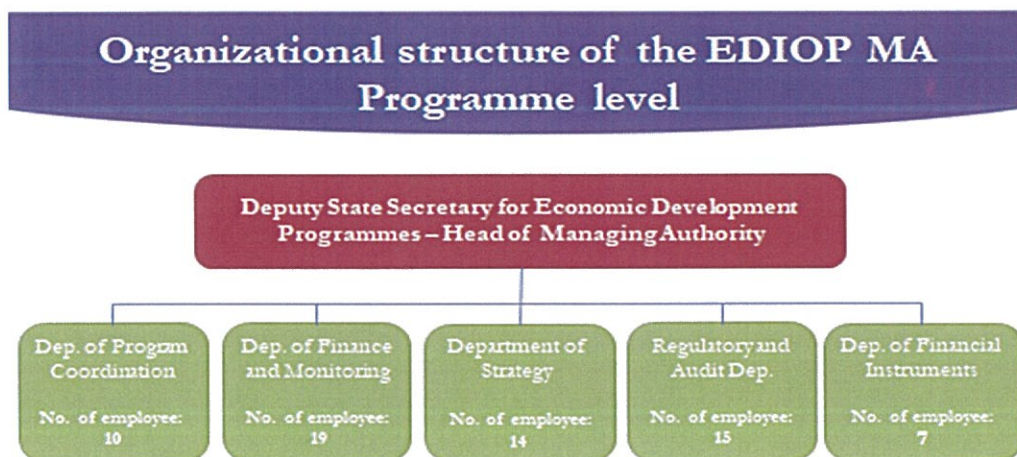 Organizational structure of the EDIOP MA
Programme level
Deputy State Secretary for Economic Development
Programmes – Head of Managing Authority
Dep. of Program
Coordination
No. of employee:
10
Dep. of Finance
and Monitoring
No. of employee:
19
Department of
Strategy
No. of employee:
14
Regulatory and
Audit Dep.
No. of employee:
15
Dep. of Financial
Instruments
No. of employee:
7